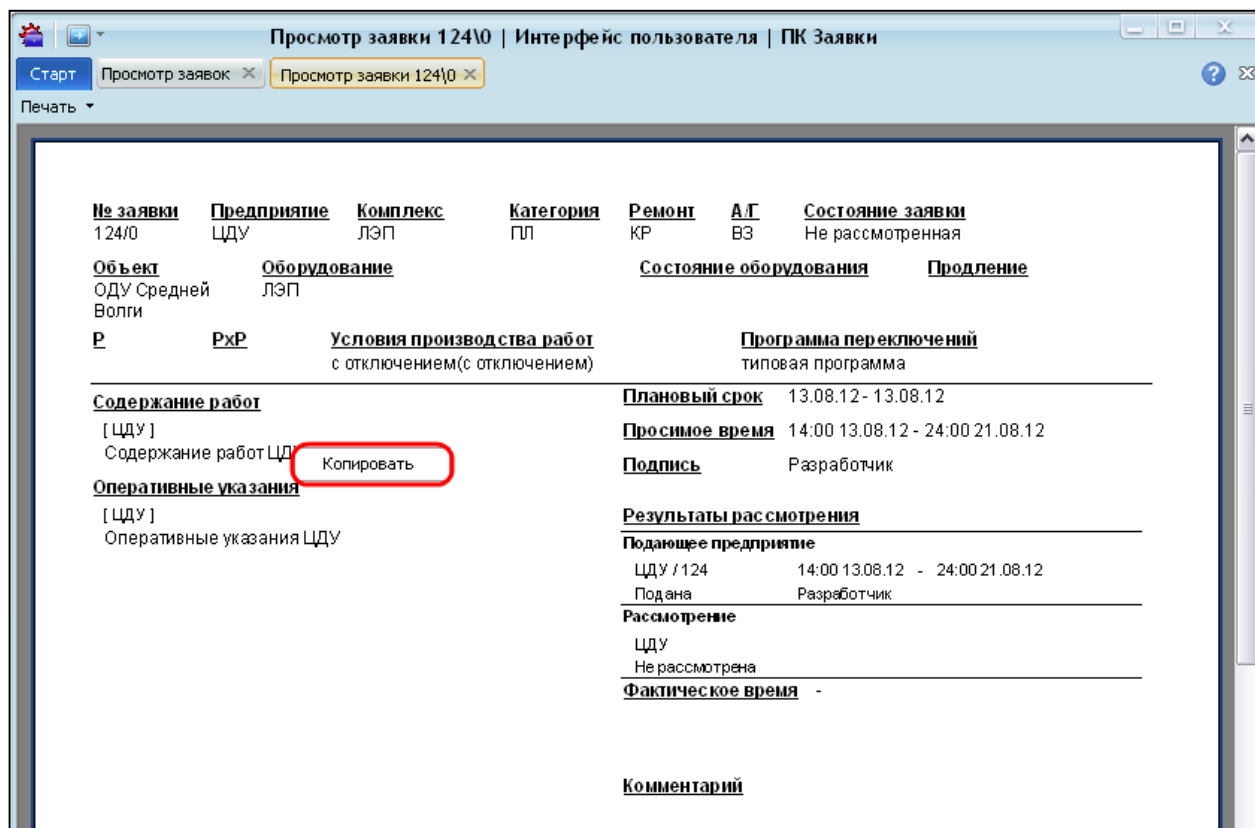 Просмотр заявки 124\0 | Интерфейс пользователя | ПК Заявки
Старт Просмотр заявок Просмотр заявки 124\0
Печать
№ заявки Предприятие Комплекс Категория Ремонт А/Г Состояние заявки
124/0 ЦДУ ЛЭП ПЛ КР ВЗ Не рассмотренная
Объект Оборудование Состояние оборудования Продление
ОДУ Средней ЛЭП
Волги
Р РхР Условия производства работ Программа переключений
с отключением(с отключением) типовая программа
Содержание работ
[ ЦДУ ]
Содержание работ
Копировать
Оперативные указания
[ ЦДУ ]
Оперативные указания ЦДУ
Плановый срок 13.08.12 - 13.08.12
Просимое время 14:00 13.08.12 - 24:00 21.08.12
Подпись Разработчик
Результаты рассмотрения
Подающее предприятие
ЦДУ / 124 14:00 13.08.12 - 24:00 21.08.12
Подана Разработчик
Рассмотрение
ЦДУ
Не рассмотрена
Фактическое время -
Комментарий